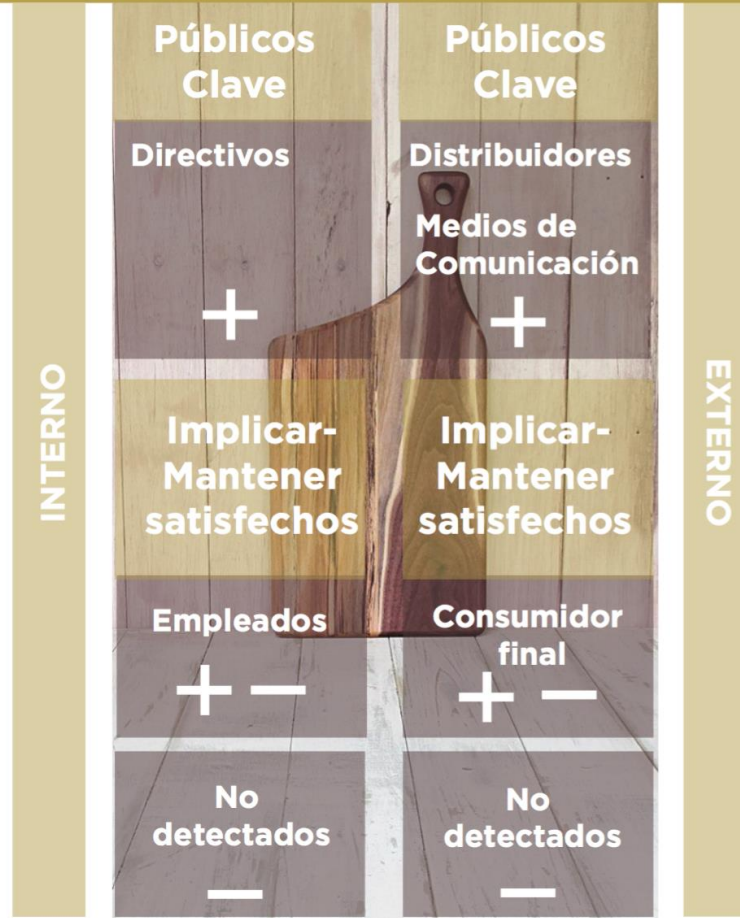 INTERNO
Públicos
Clave
Directivos
+
Implicar-
Mantener
satisfechos
Empleados
+ −
No
detectados
−
Públicos
Clave
Distribuidores
Medios de
Comunicación
+
Implicar-
Mantener
satisfechos
Consumidor
final
+ −
No
detectados
−
EXTERNO